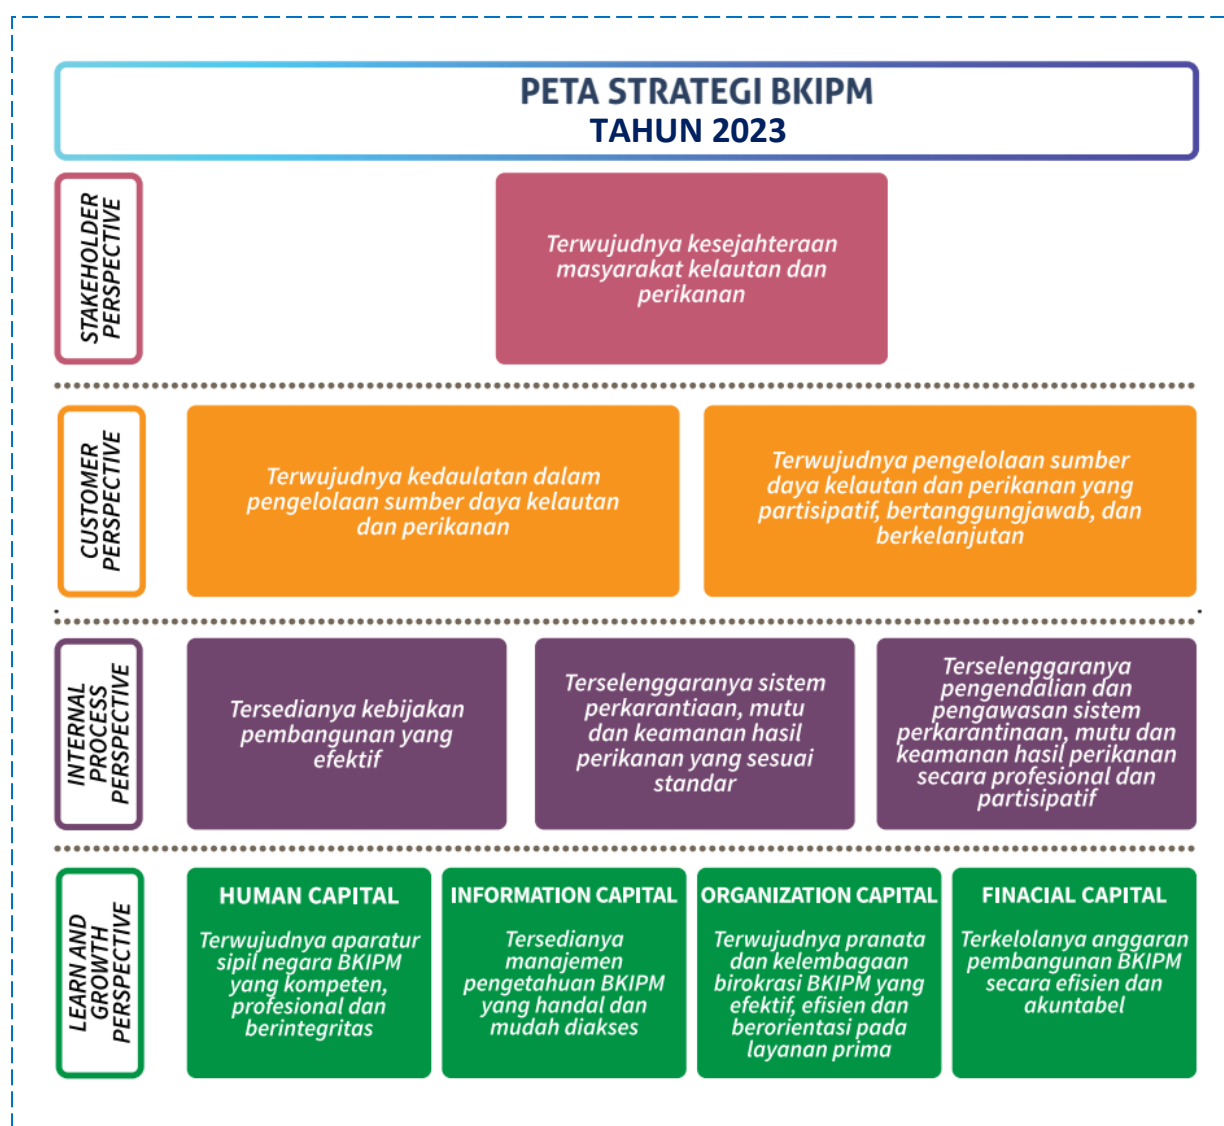 PETA STRATEGI BKIPM
TAHUN 2023
STAKEHOLDER
PERSPECTIVE
Terwujudnya kesejahteraan
masyarakat kelautan dan
perikanan
CUSTOMER
PERSPECTIVE
Terwujudnya kedaulatan dalam
pengelolaan sumber daya kelautan
dan perikanan
Terwujudnya pengelolaan sumber
daya kelautan dan perikanan yang
partisipatif, bertanggungjawab, dan
berkelanjutan
INTERNAL
PROCESS
PERSPECTIVE
Tersedianya kebijakan
pembangunan yang
efektif
Terselenggaranya sistem
perkarantiaan, mutu
dan keamanan hasil
perikanan yang sesuai
standar
Terselenggaranya
pengendalian dan
pengawasan sistem
perkarantinaan, mutu dan
keamanan hasil perikanan
secara profesional dan
partisipatif
LEARN AND
GROWTH
PERSPECTIVE
HUMAN CAPITAL
Terwujudnya aparatur
sipil negara BKIPM
yang kompeten,
profesional dan
berintegritas
INFORMATION CAPITAL
Tersedianya
manajemen
pengetahuan BKIPM
yang handal dan
mudah diakses
ORGANIZATION CAPITAL
Terwujudnya pranata
dan kelembagaan
birokrasi BKIPM yang
efektif, efisien dan
berorientasi pada
layanan prima
FINACIAL CAPITAL
Terkelolanya anggaran
pembangunan BKIPM
secara efisien dan
akuntabel